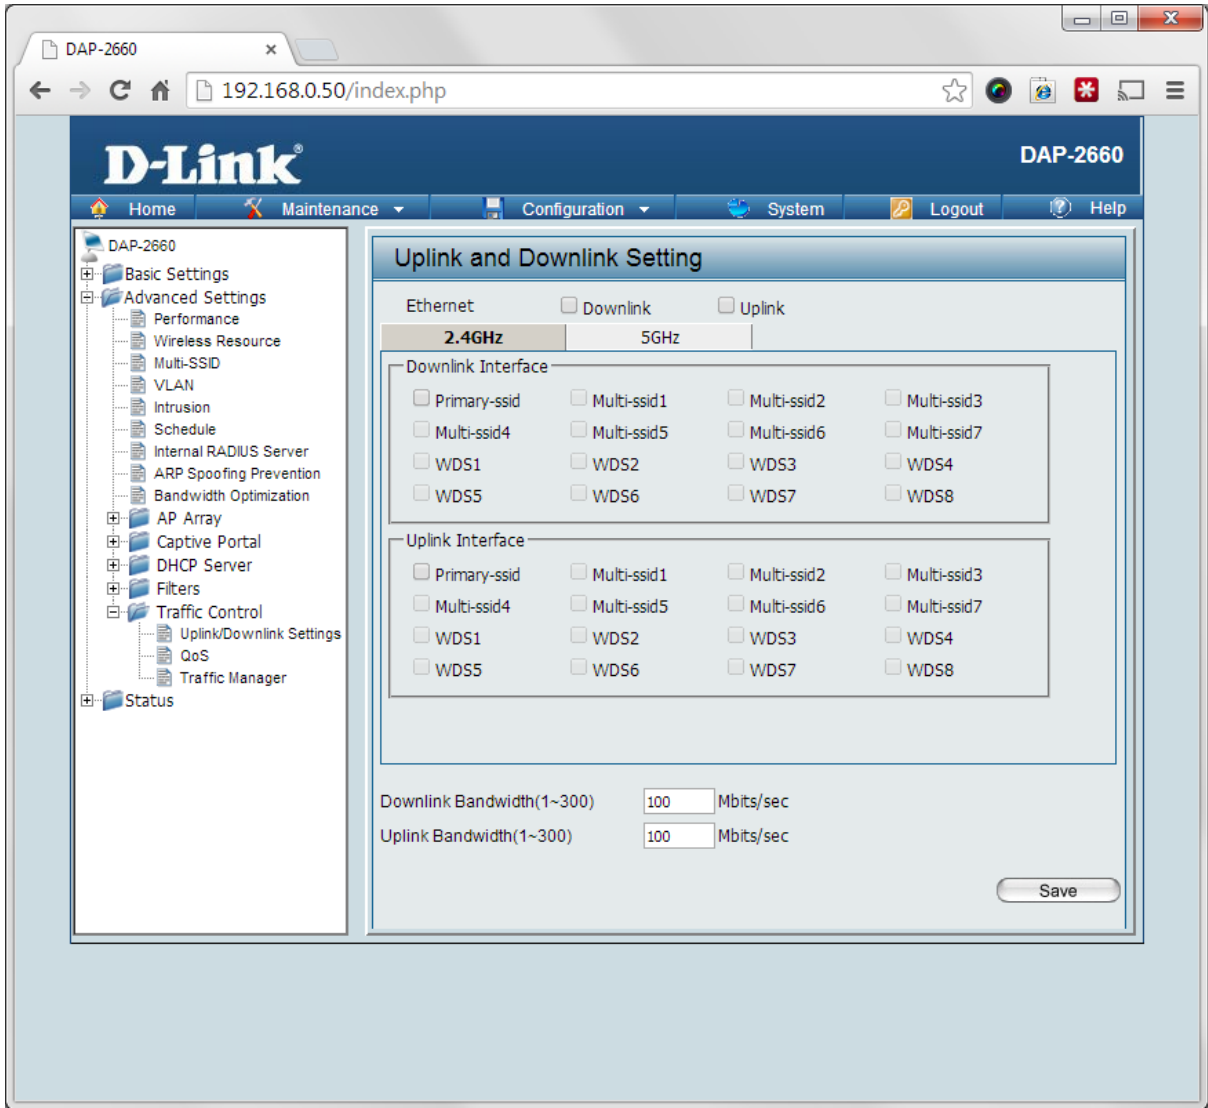 DAP-2660
192.168.0.50/index.php
D-Link®
DAP-2660
Home Maintenance Configuration System Logout Help
DAP-2660
Basic Settings
Advanced Settings
Performance
Wireless Resource
Multi-SSID
VLAN
Intrusion
Schedule
Internal RADIUS Server
ARP Spoofing Prevention
Bandwidth Optimization
AP Array
Captive Portal
DHCP Server
Filters
Traffic Control
Uplink/Downlink Settings
QoS
Traffic Manager
Status
Uplink and Downlink Setting
Ethernet Downlink Uplink
2.4GHz 5GHz
Downlink Interface
Primary-ssid Multi-ssid1 Multi-ssid2 Multi-ssid3
Multi-ssid4 Multi-ssid5 Multi-ssid6 Multi-ssid7
WDS1 WDS2 WDS3 WDS4
WDS5 WDS6 WDS7 WDS8
Uplink Interface
Primary-ssid Multi-ssid1 Multi-ssid2 Multi-ssid3
Multi-ssid4 Multi-ssid5 Multi-ssid6 Multi-ssid7
WDS1 WDS2 WDS3 WDS4
WDS5 WDS6 WDS7 WDS8
Downlink Bandwidth(1~300) 100 Mbits/sec
Uplink Bandwidth(1~300) 100 Mbits/sec
Save